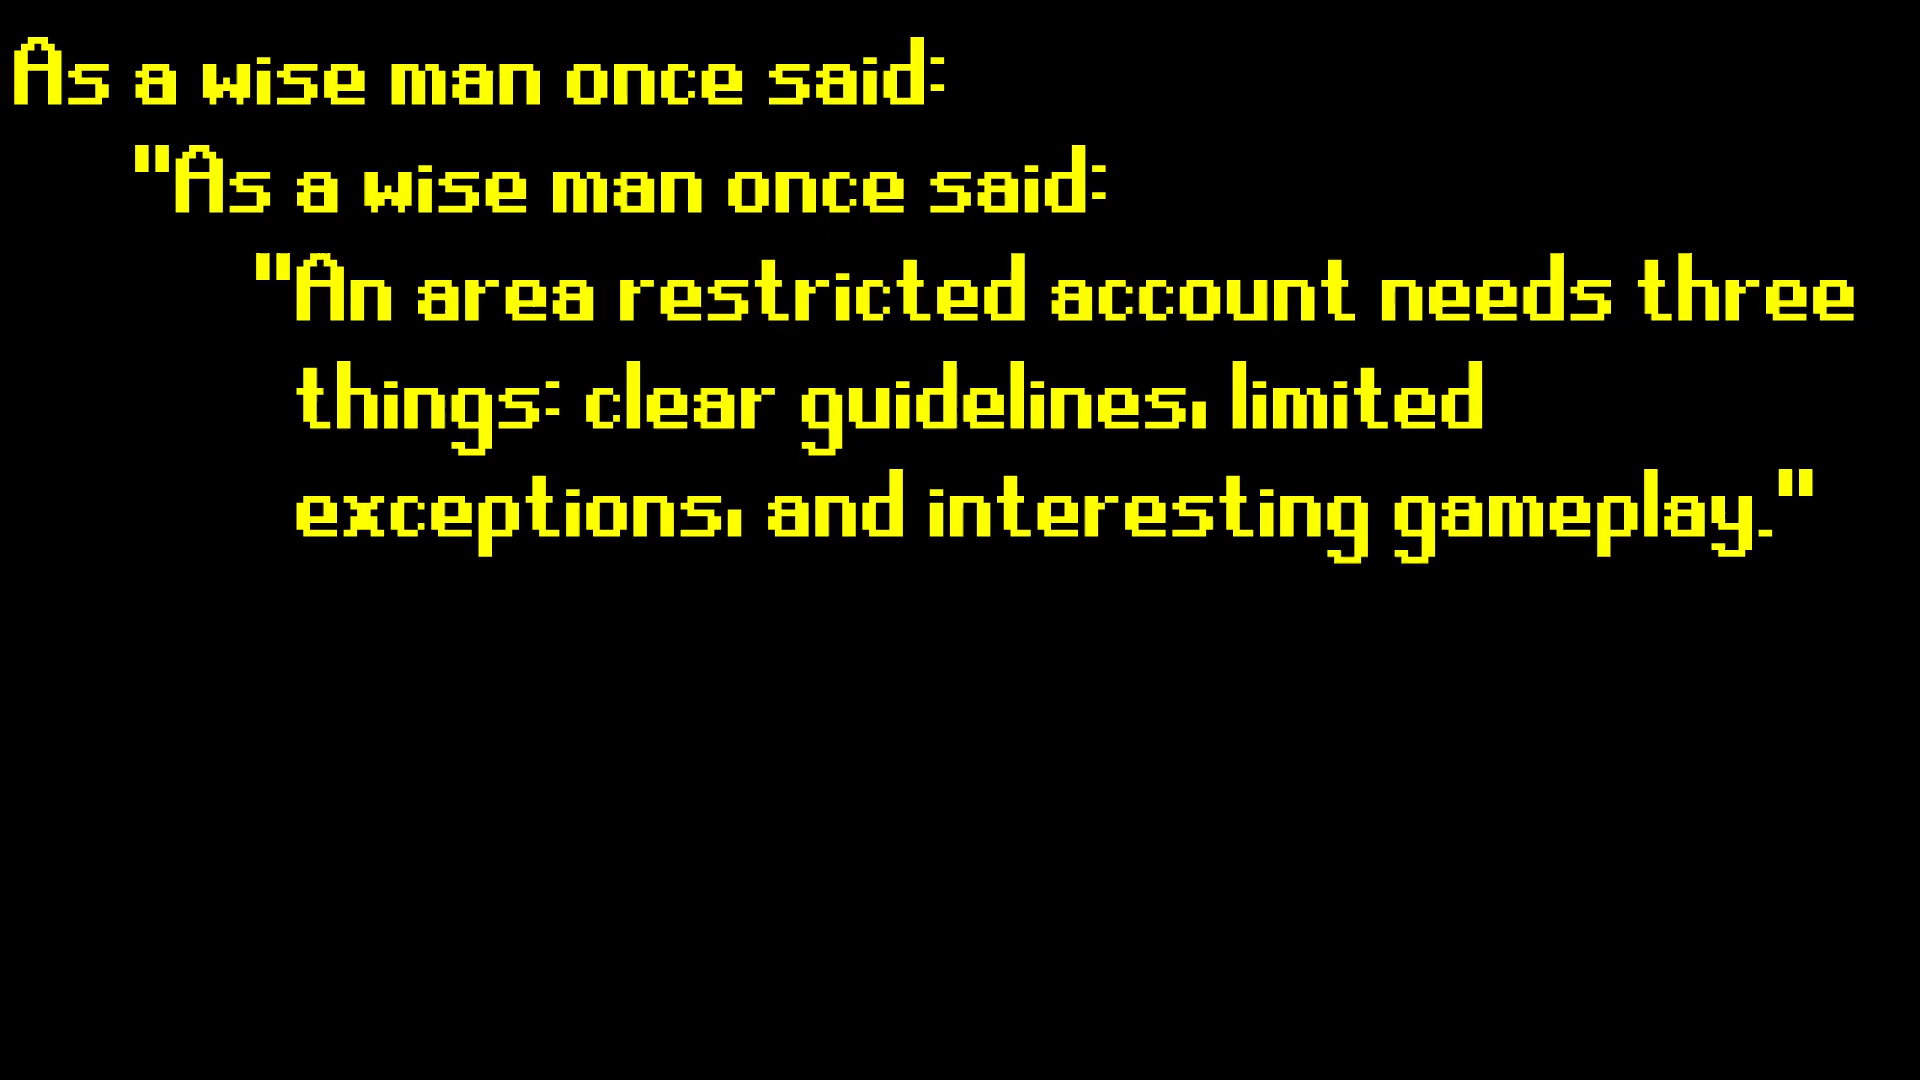 As a wise man once said:
"As a wise man once said:
"An area restricted account needs three
things: clear guidelines, limited
exceptions, and interesting gameplay."